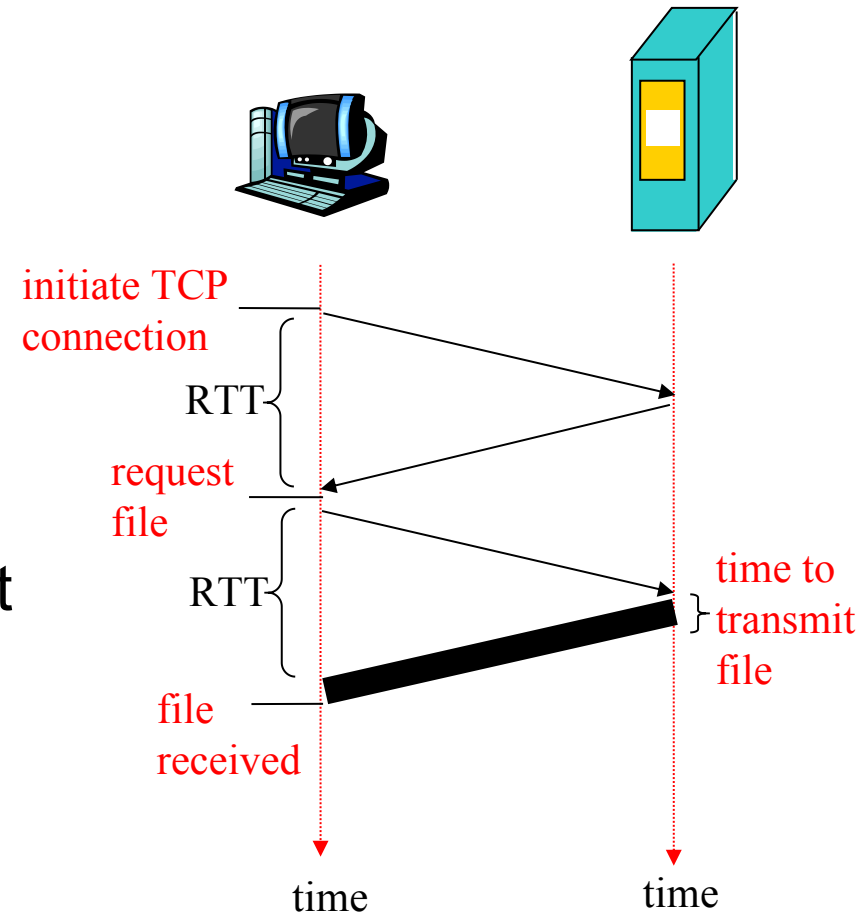 initiate TCP
connection
RTT
request
file
t
RTT
time to
transmit
file
file
received
time
time